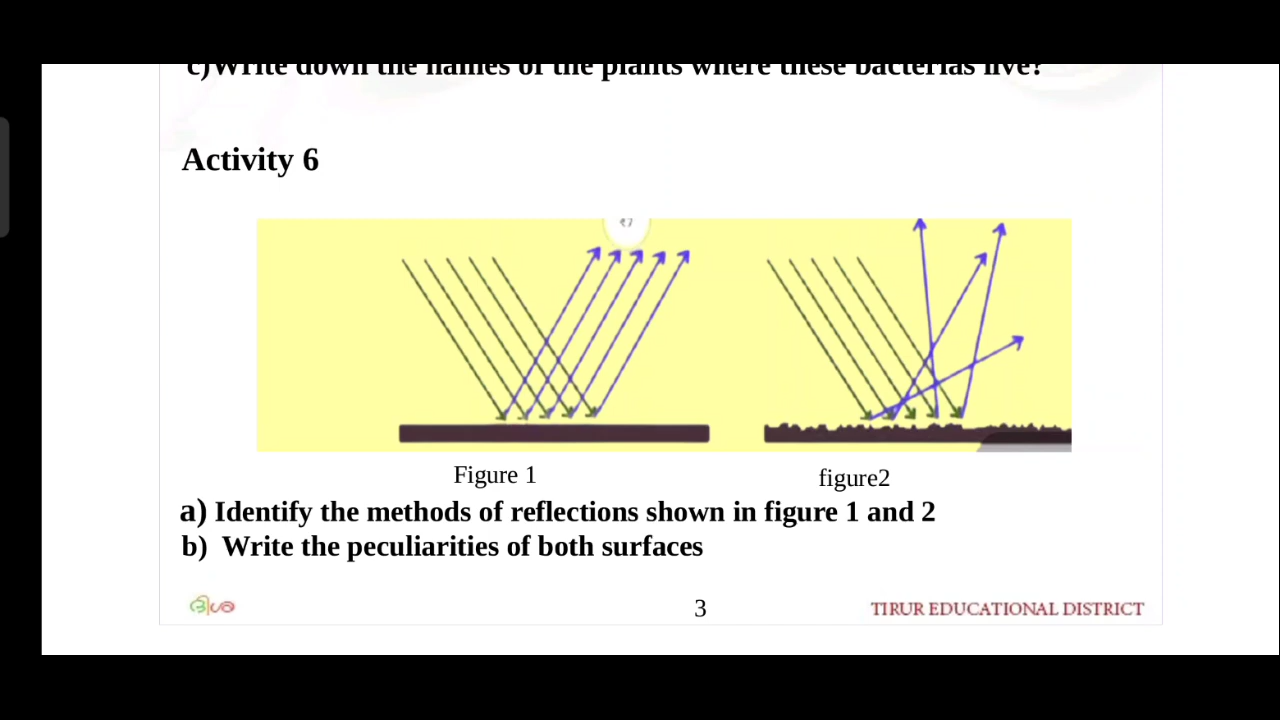 c)Write down the names of the plants where these bacterias live?
Activity 6
₹7
Figure 1
figure2
a) Identify the methods of reflections shown in figure 1 and 2
b) Write the peculiarities of both surfaces
ദിശ
3
TIRUR EDUCATIONAL DISTRICT